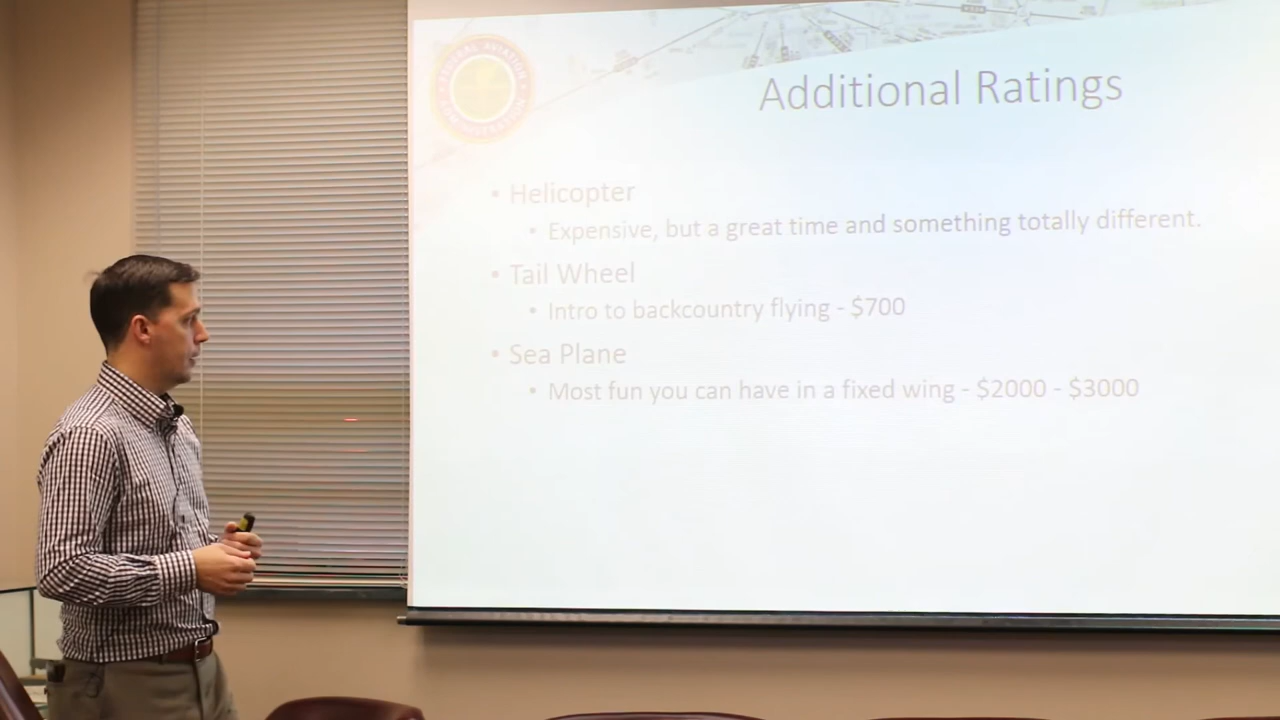 Additional Ratings
• Helicopter
• Expensive, but a great time and something totally different.
• Tail Wheel
• Intro to backcountry flying - $700
• Sea Plane
• Most fun you can have in a fixed wing - $2000 - $3000